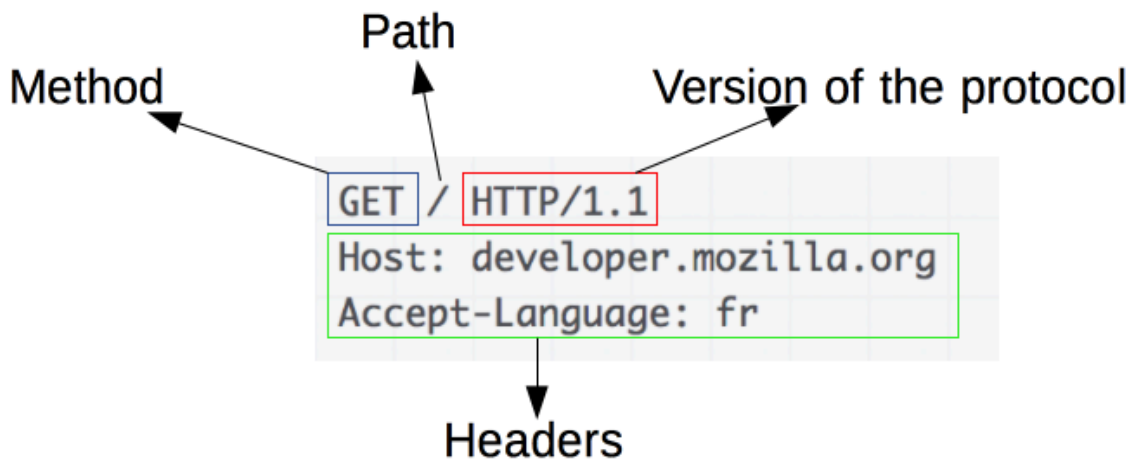 Path
Method
Version of the protocol
GET / HTTP/1.1
Host: developer.mozilla.org
Accept-Language: fr
Headers